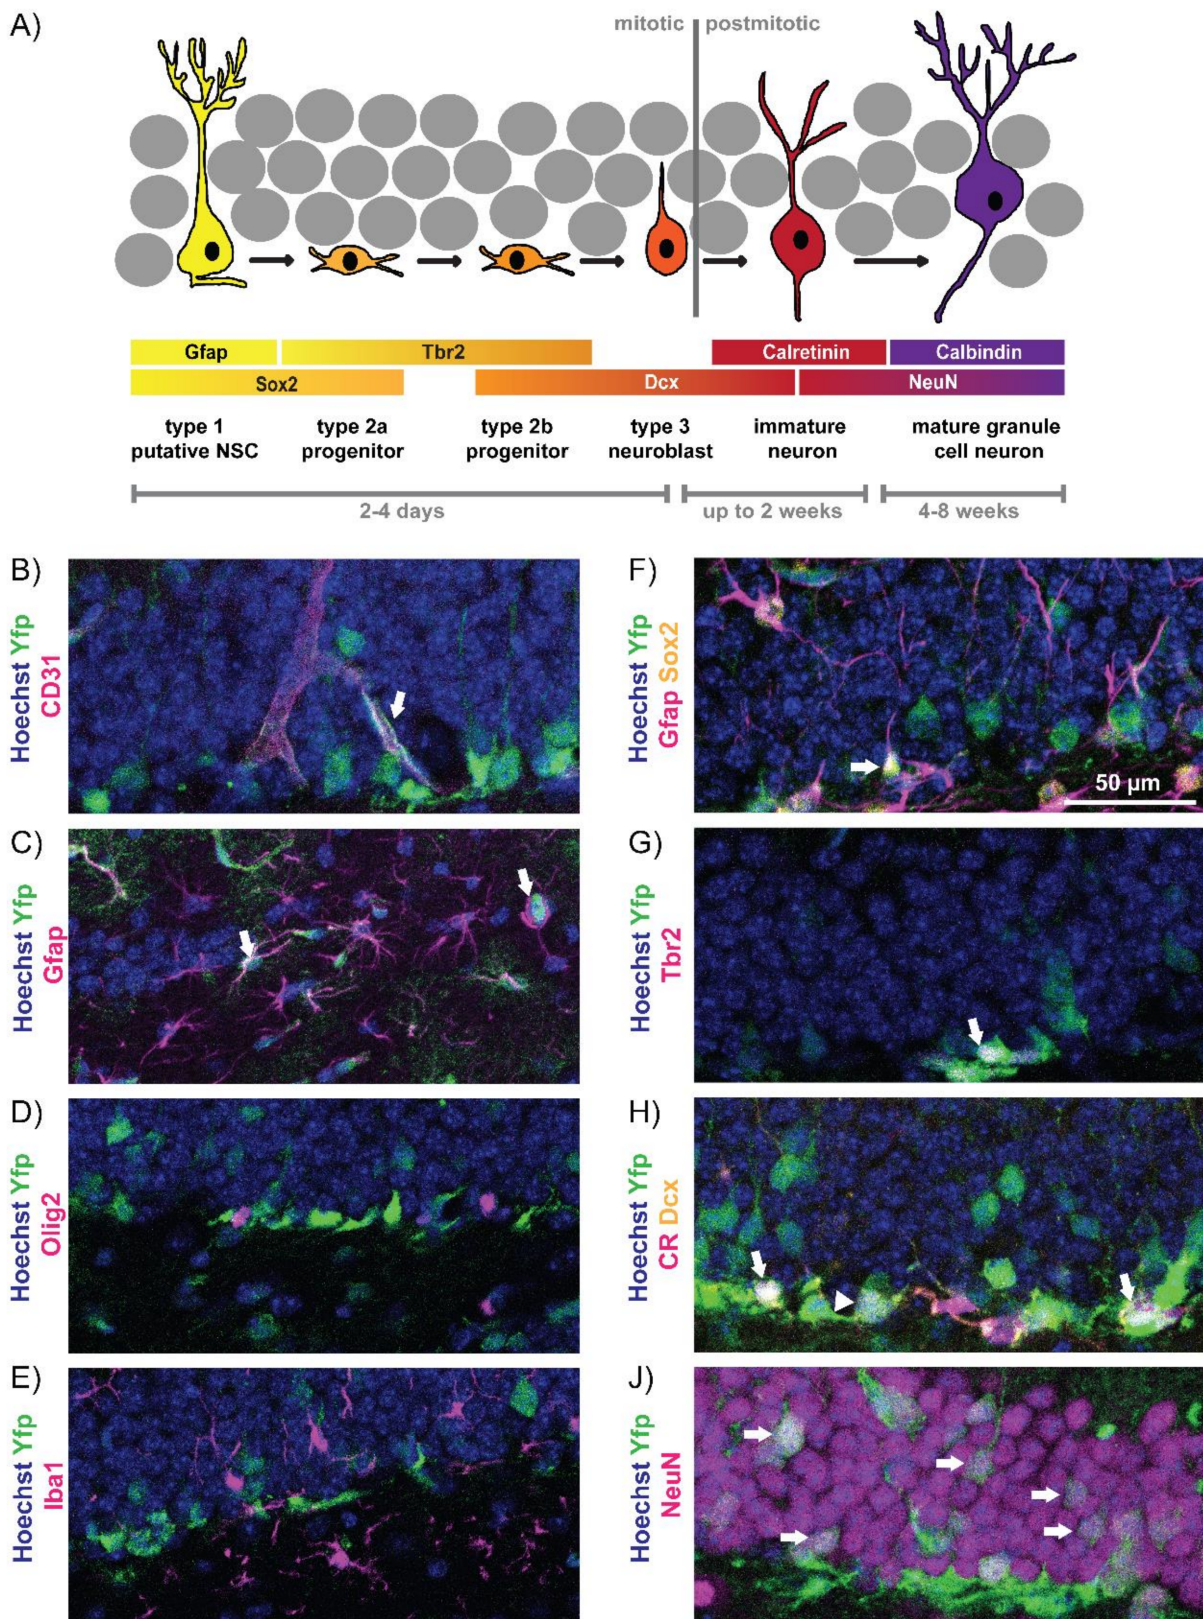 A)
mitotic postmitotic
Gfap Tbr2 Calretinin Calbindin
Sox2 Dcx NeuN
type 1 type 2a type 2b type 3 immature mature granule
putative NSC progenitor progenitor neuroblast neuron cell neuron
2-4 days up to 2 weeks 4-8 weeks
B)
Hoechst Yfp
CD31
C)
Hoechst Yfp
Gfap
D)
Hoechst Yfp
Olig2
E)
Hoechst Yfp
Iba1
F)
Hoechst Yfp
Gfap Sox2
50 µm
G)
Hoechst Yfp
Tbr2
H)
Hoechst Yfp
CR Dcx
J)
Hoechst Yfp
NeuN